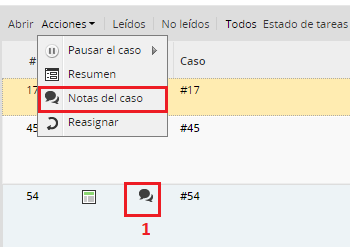 Abrir Acciones Leídos No leídos Todos Estado de tareas
# Caso
Pausar el caso
Resumen
17 #17
Notas del caso
Reasignar
45 #45
54 #54
1